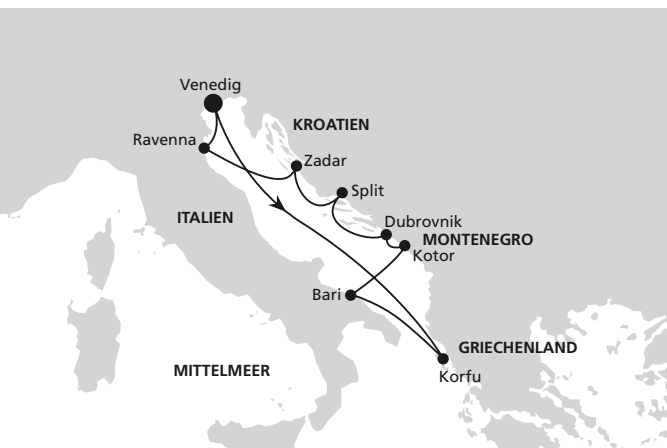 Venedig
KROATIEN
Ravenna
Zadar
Split
ITALIEN
Dubrovnik
MONTENEGRO
Kotor
Bari
GRIECHENLAND
MITTELMEER
Korfu